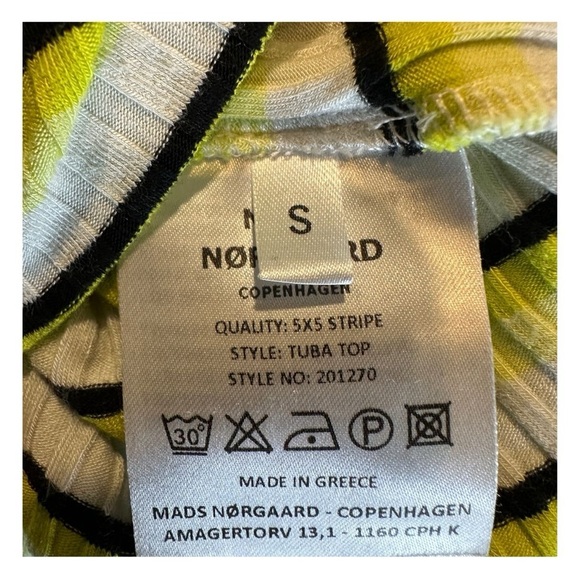 S
COPENHAGEN
QUALITY: 5X5 STRIPE
STYLE: TUBA TOP
STYLE NO: 201270
30° P
MADE IN GREECE
MADS NØRGAARD - COPENHAGEN
AMAGERTORV 13,1 - 1160 CPH K